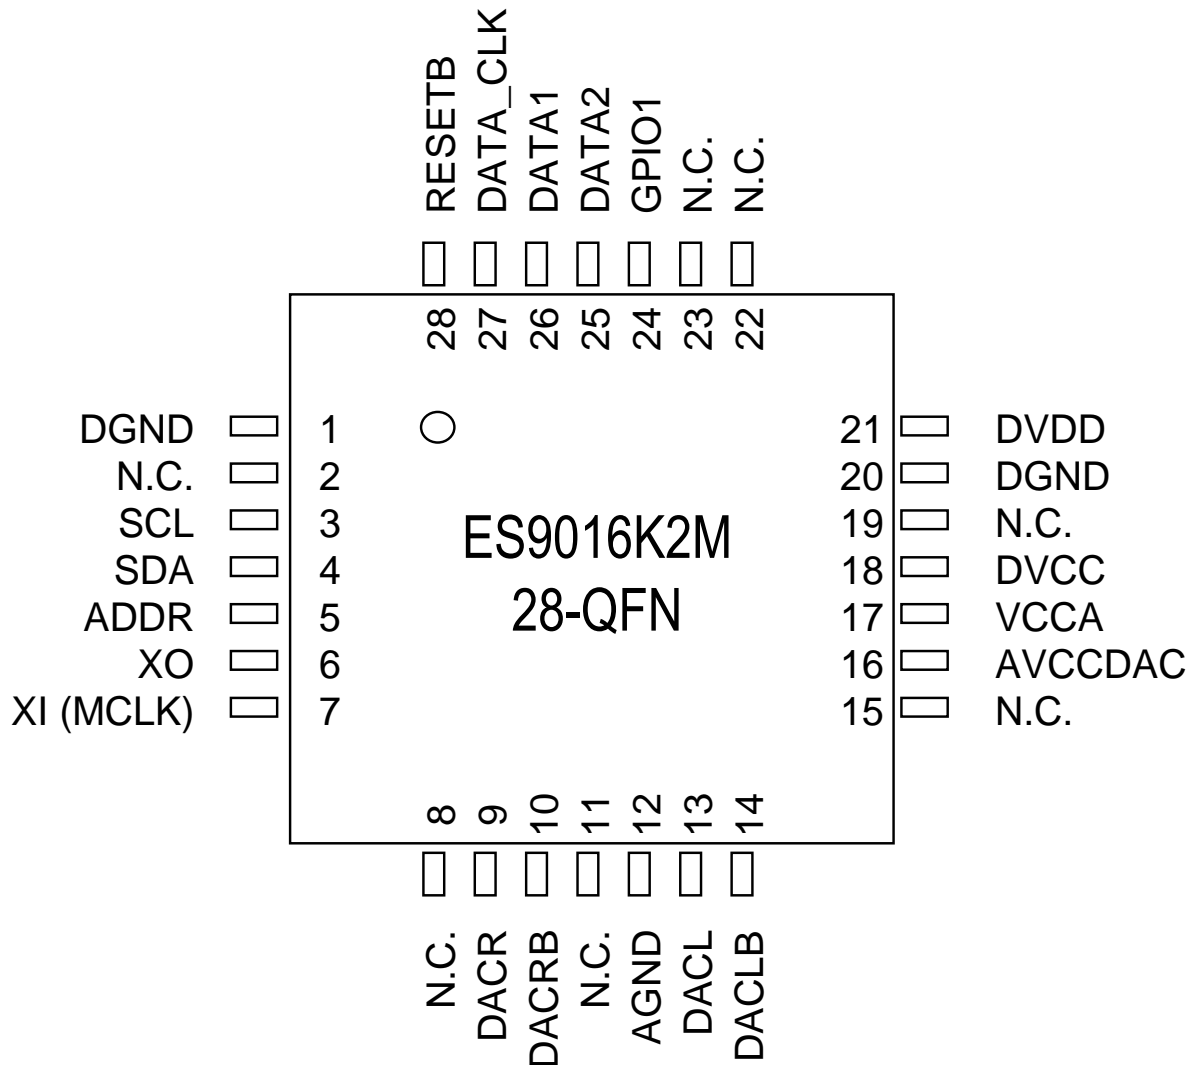 RESETB
DATA_CLK
DATA1
DATA2
GPIO1
N.C.
N.C.
28
27
26
25
24
23
22
DGND 1
N.C. 2
SCL 3
SDA 4
ADDR 5
XO 6
XI (MCLK) 7
ES9016K2M
28-QFN
21 DVDD
20 DGND
19 N.C.
18 DVCC
17 VCCA
16 AVCCDAC
15 N.C.
8
9
10
11
12
13
14
N.C.
DACR
DACRB
N.C.
AGND
DACL
DACLB